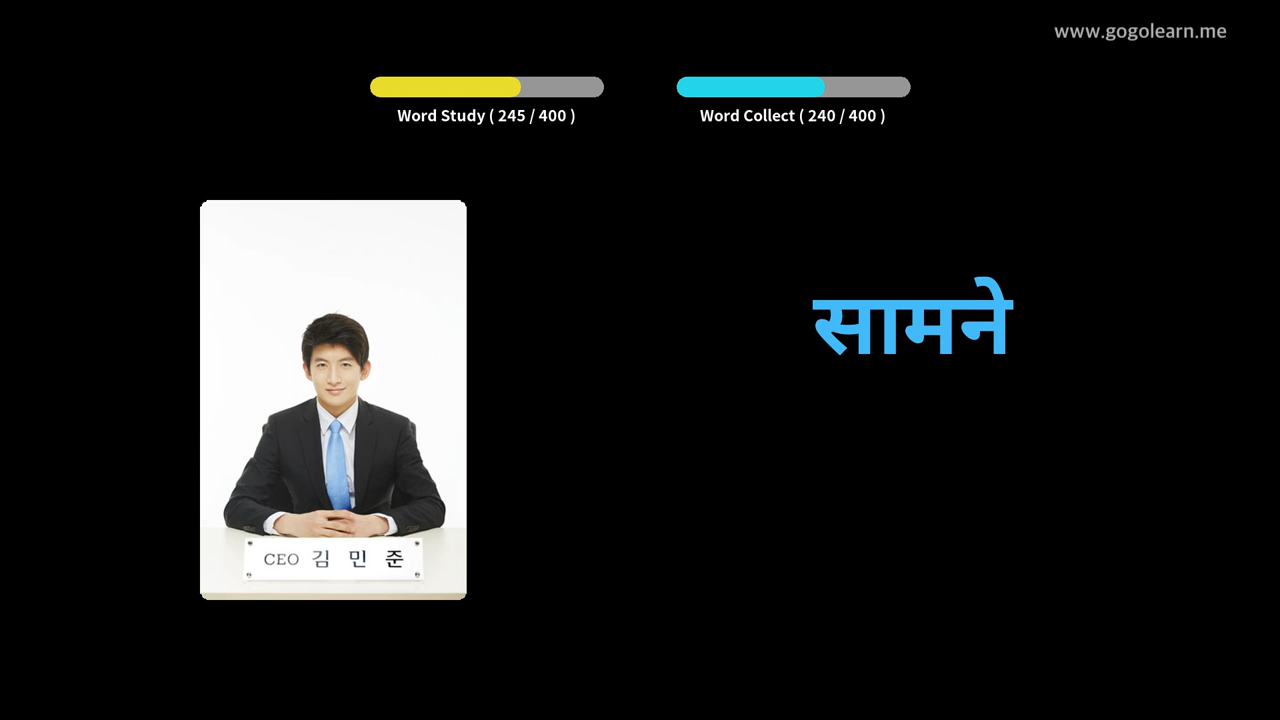 www.gogolearn.me
Word Study ( 245 / 400 )
Word Collect ( 240 / 400 )
सामने
CEO 김 민 준